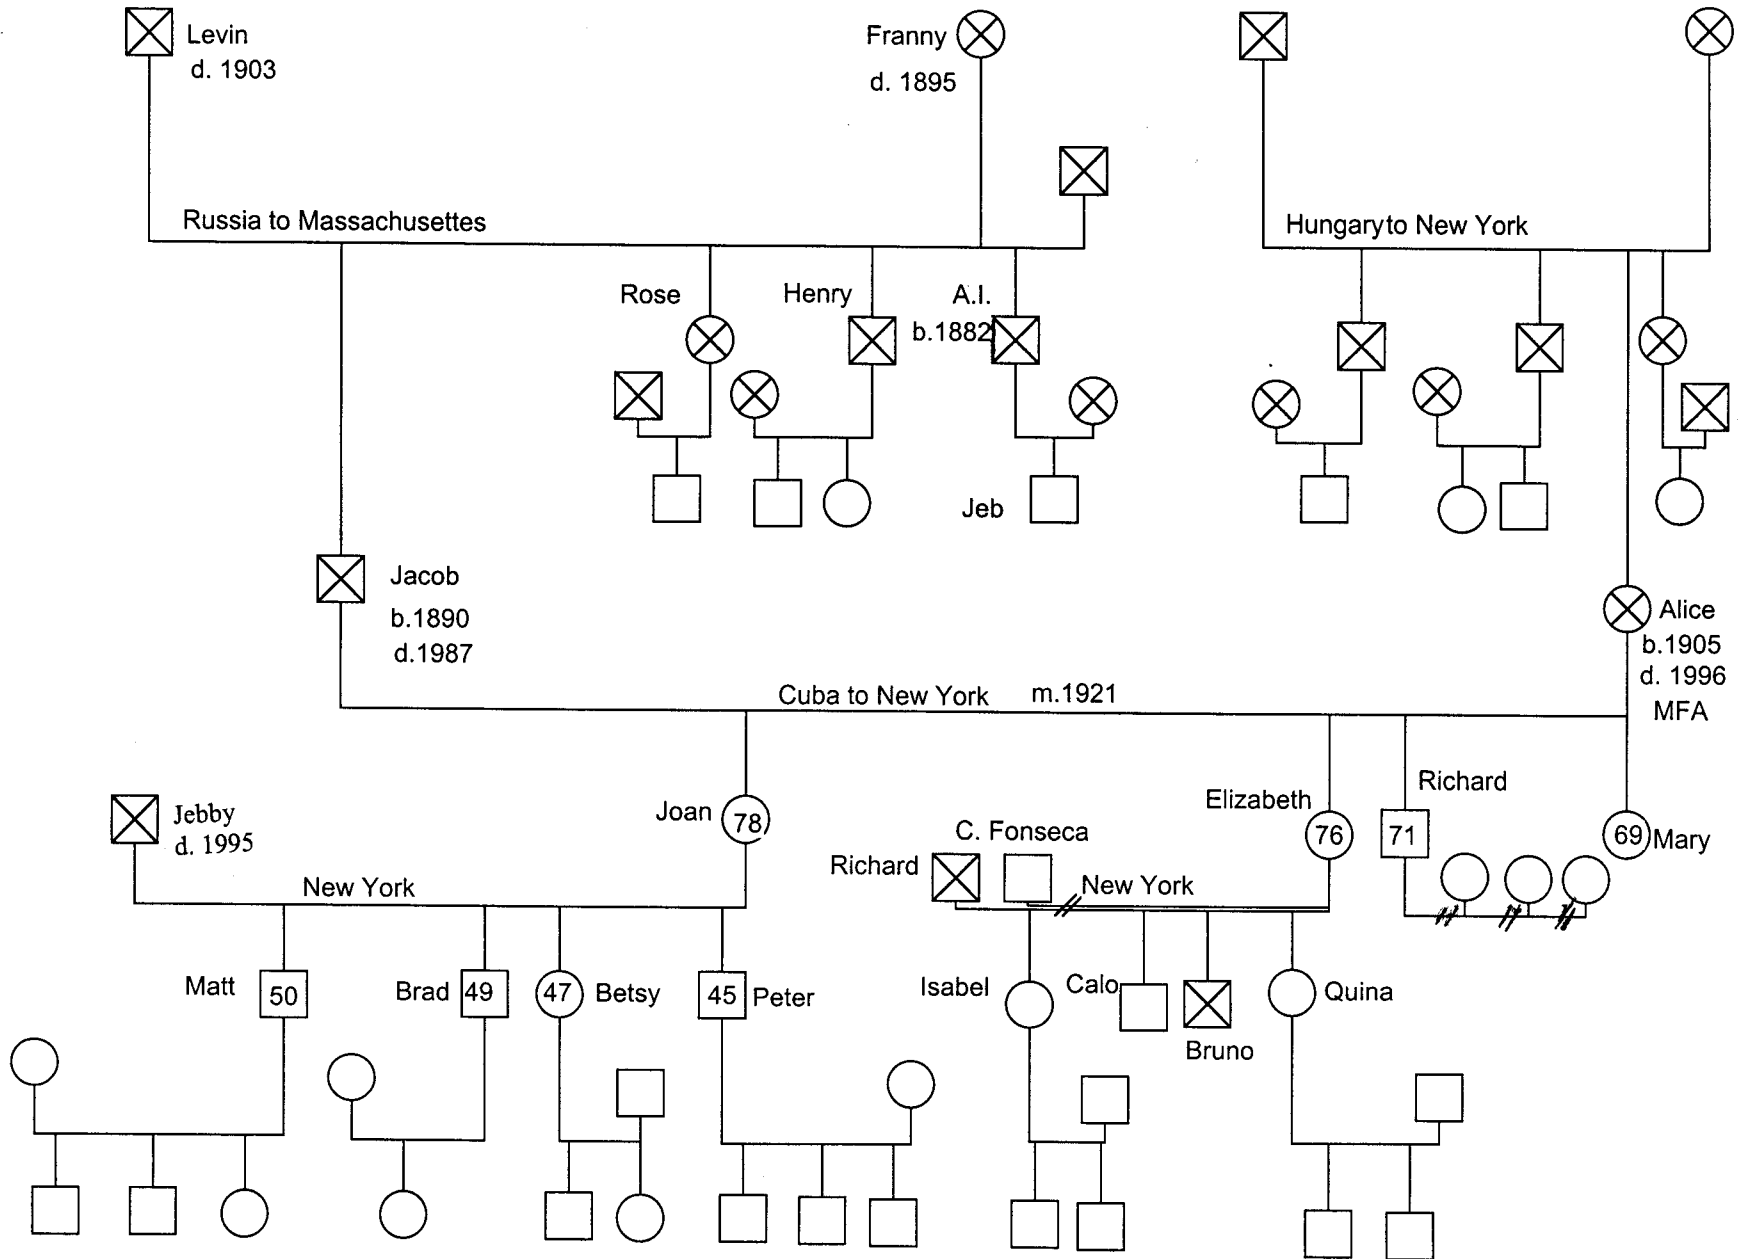 Levin
d. 1903
Franny
d. 1895
Russia to Massachusettes
Hungaryto New York
Rose
Henry
A.I.
b.1882
Jeb
Jacob
b.1890
d.1987
Alice
b.1905
d. 1996
MFA
Cuba to New York m.1921
Jebby
d. 1995
Joan
78
C. Fonseca
Richard
Elizabeth
76
Richard
71
69
Mary
New York
New York
Matt
50
Brad
49
47
Betsy
45
Peter
Isabel
Calo
Bruno
Quina